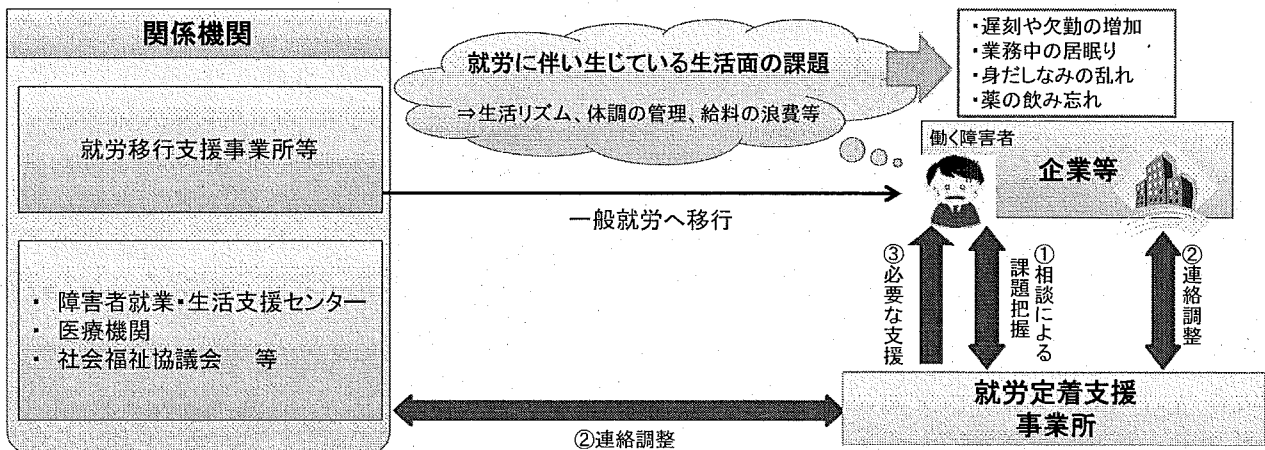 関係機関
就労移行支援事業所等
・ 障害者就業・生活支援センター
・ 医療機関
・ 社会福祉協議会 等
就労に伴い生じている生活面の課題
⇒生活リズム、体調の管理、給料の浪費等
・遅刻や欠勤の増加
・業務中の居眠り
・身だしなみの乱れ
・薬の飲み忘れ
働く障害者
企業等
一般就労へ移行
③必要な支援
①相談による
課題把握
②連絡調整
②連絡調整
就労定着支援
事業所